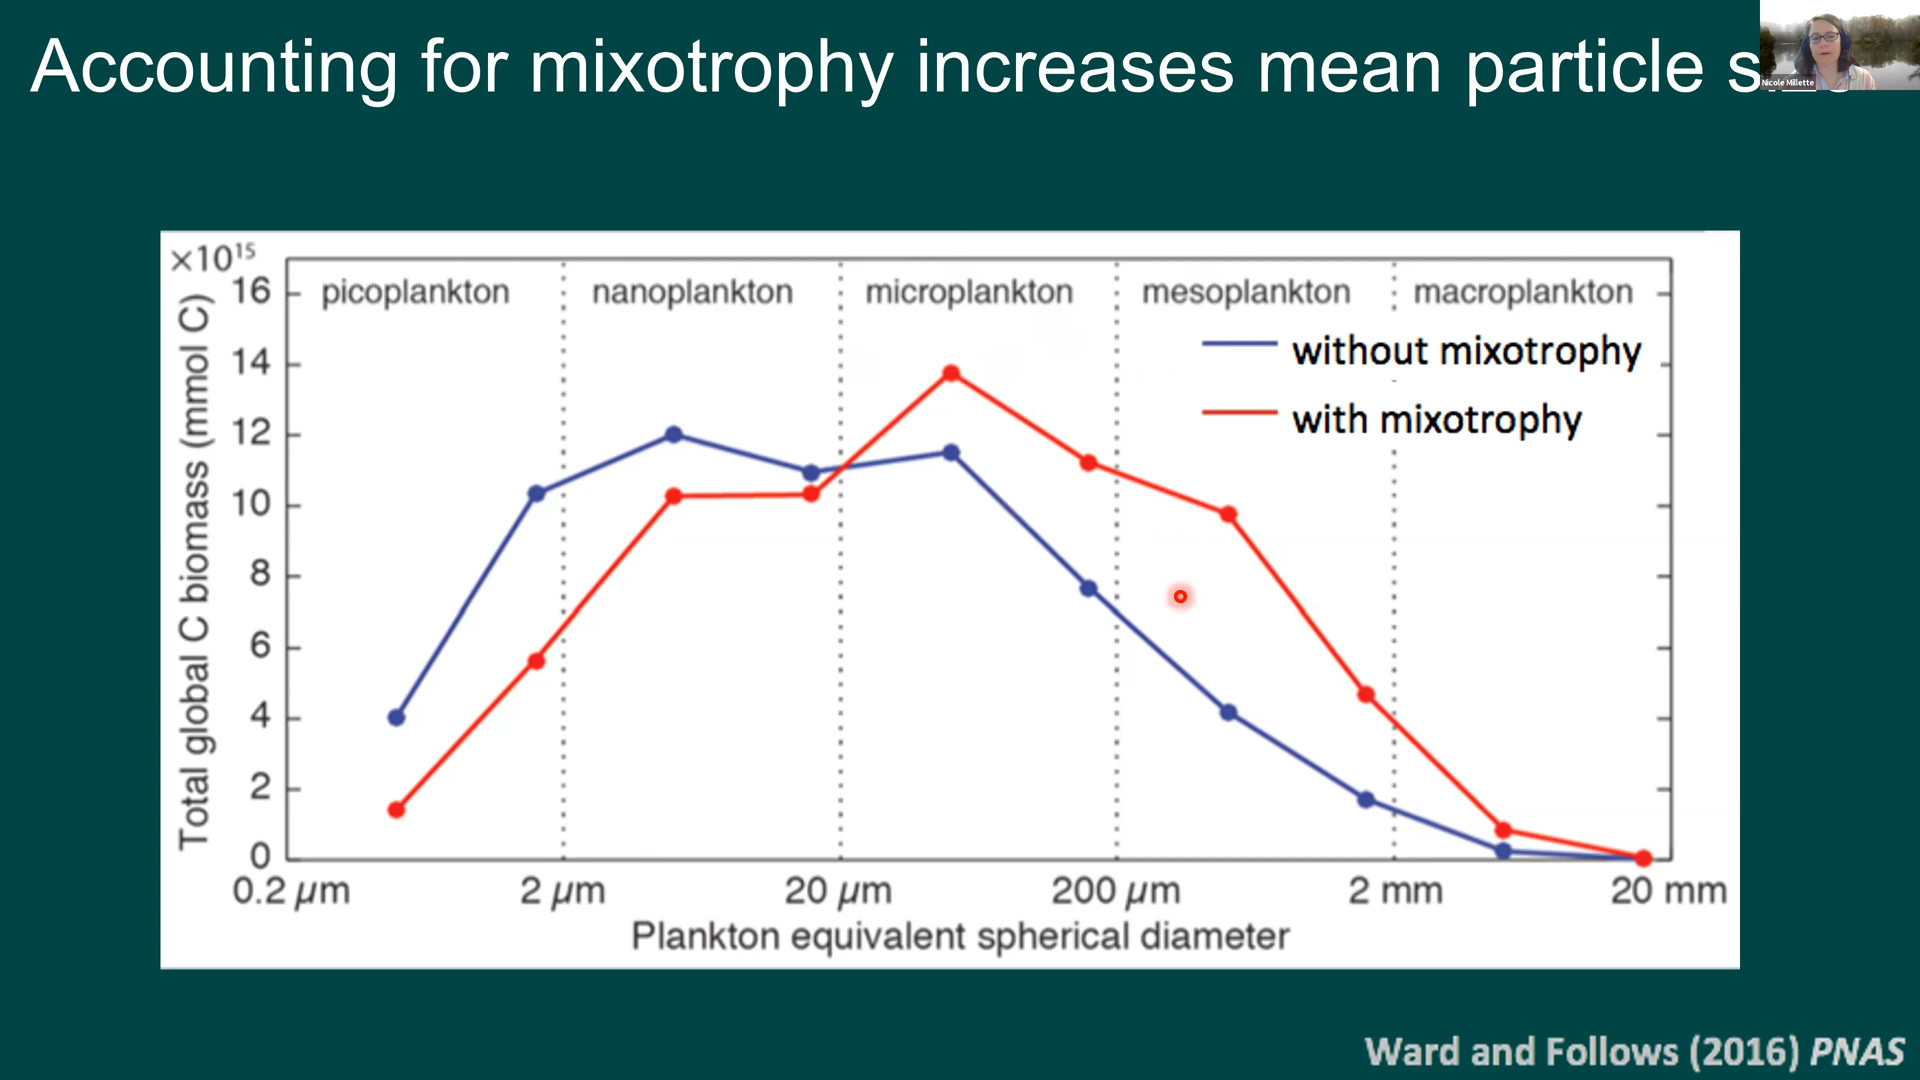 Accounting for mixotrophy increases mean particle
Nicole Millette
×10¹⁵
picoplankton nanoplankton microplankton mesoplankton macroplankton
without mixotrophy
with mixotrophy
Total global C biomass (mmol C)
16
14
12
10
8
6
4
2
0
0.2 µm 2 µm 20 µm 200 µm 2 mm 20 mm
Plankton equivalent spherical diameter
Ward and Follows (2016) PNAS